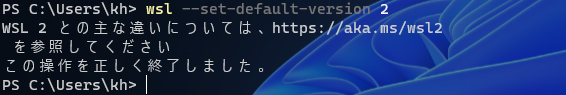 PS C:\Users\kh> wsl --set-default-version 2
WSL 2 との主な違いについては、https://aka.ms/wsl2
を参照してください
この操作を正しく終了しました。
PS C:\Users\kh>